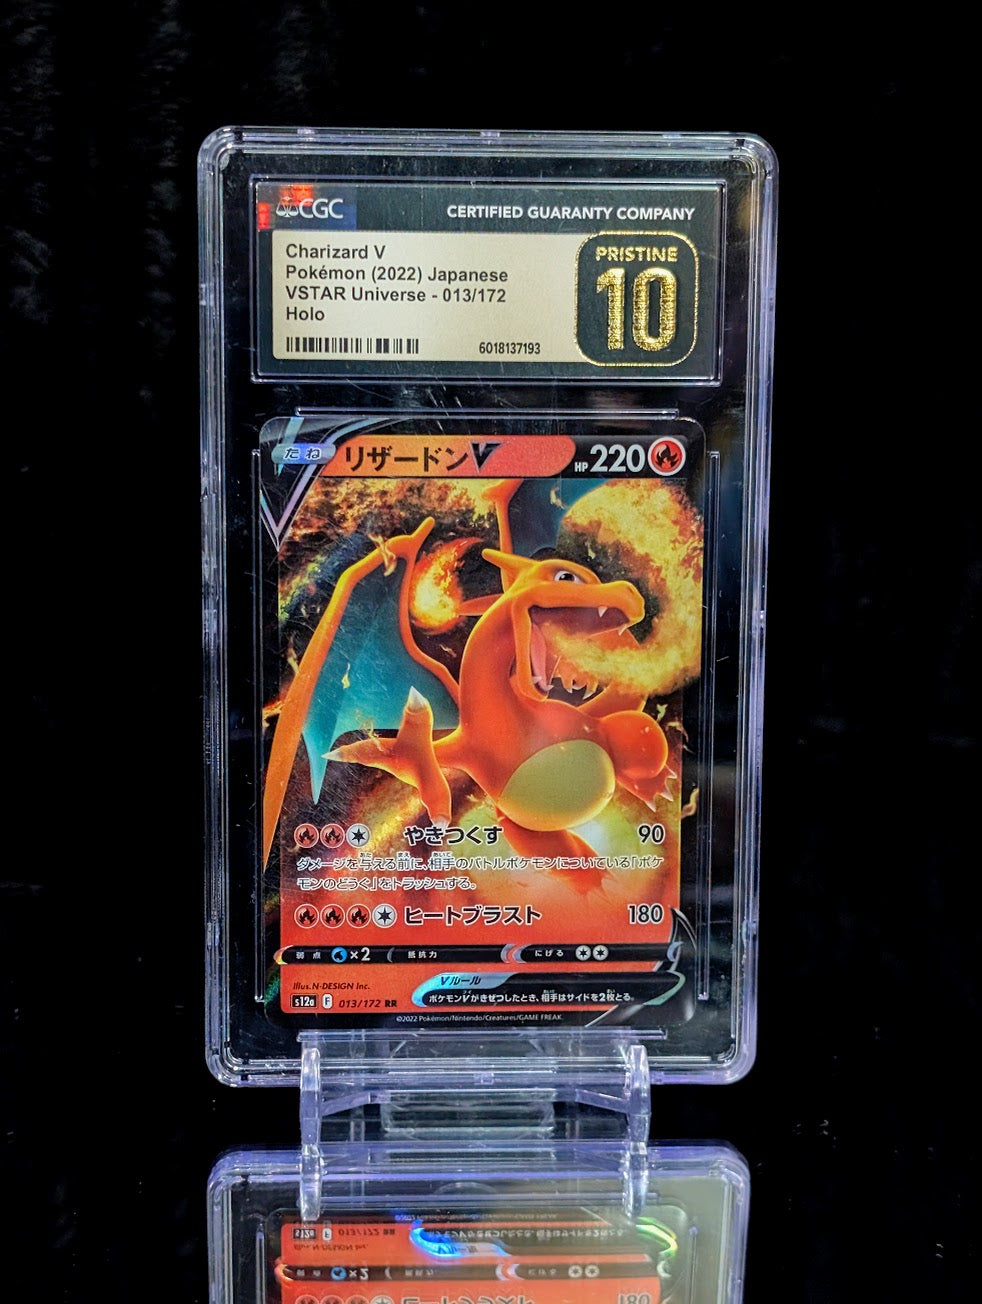 CGC
CERTIFIED GUARANTY COMPANY
Charizard V
Pokémon (2022) Japanese
VSTAR Universe - 013/172
Holo
6018137193
PRISTINE
10
たね
リザードンV
HP220
やきつくす 90
ダメージを与える前に、相手のバトルポケモンについている「ポケ
モンのどうぐ」をトラッシュする。
ヒートブラスト 180
弱点 ×2 抵抗力 にげる
Illus. N-DESIGN Inc.
s12a F 013/172 RR
Vルール
ポケモンVがきぜつしたとき、相手はサイドを2枚とる。
©2022 Pokémon/Nintendo/Creatures/GAME FREAK.